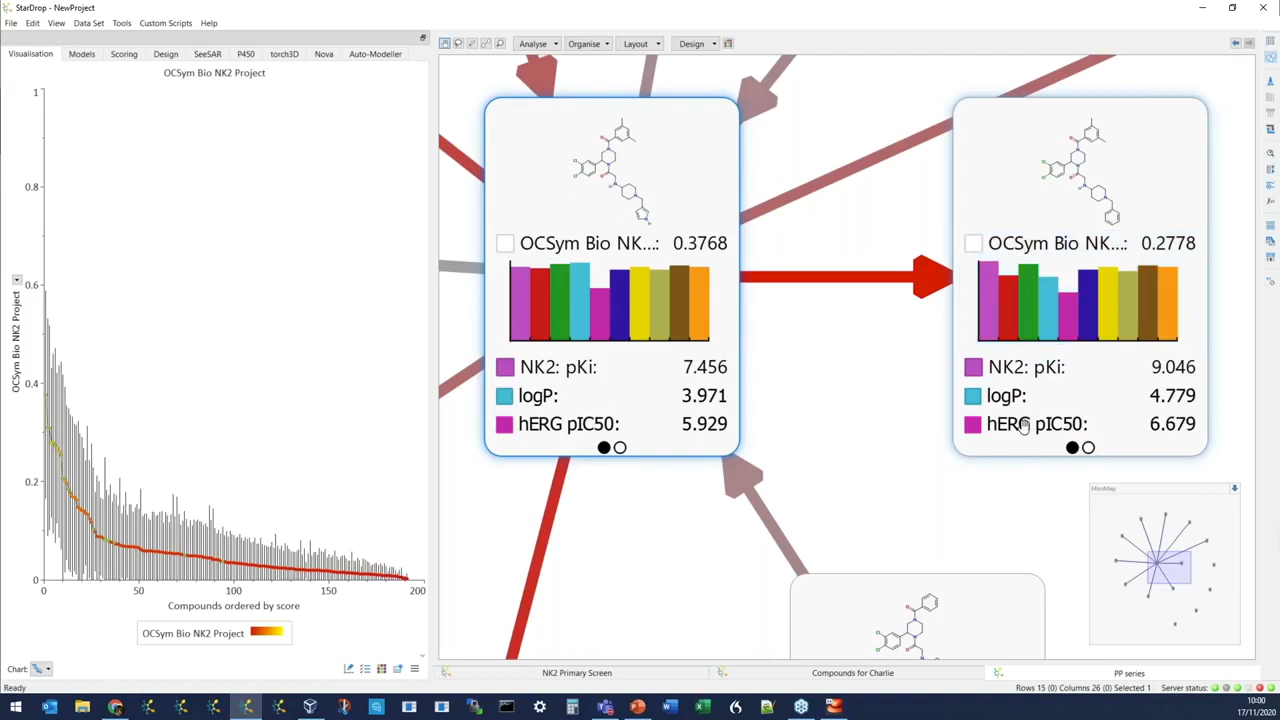 StarDrop - NewProject
File Edit View Data Set Tools Custom Scripts Help
Visualisation Models Scoring Design SeeSAR P450 torch3D Nova Auto-Modeller
Analyse Organise Layout Design
OCSym Bio NK2 Project
1
0.8
0.6
0.4
0.2
0
OCSym Bio NK2 Project
0 50 100 150 200
Compounds ordered by score
OCSym Bio NK2 Project
Chart:
OCSym Bio NK...: 0.3768
NK2: pKi: 7.456
logP: 3.971
hERG pIC50: 5.929
OCSym Bio NK...: 0.2778
NK2: pKi: 9.046
logP: 4.779
hERG pIC50: 6.679
MiniMap
NK2 Primary Screen Compounds for Charlie PP series
Ready
Rows 15 (0) Columns 26 (0) Selected 1 Server status:
10:00
17/11/2020